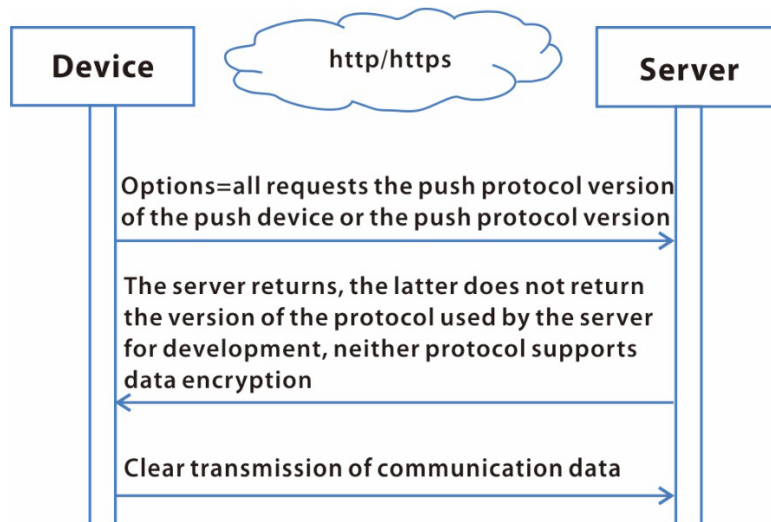 Device
http/https
Server
Options=all requests the push protocol version
of the push device or the push protocol version
The server returns, the latter does not return
the version of the protocol used by the server
for development, neither protocol supports
data encryption
Clear transmission of communication data